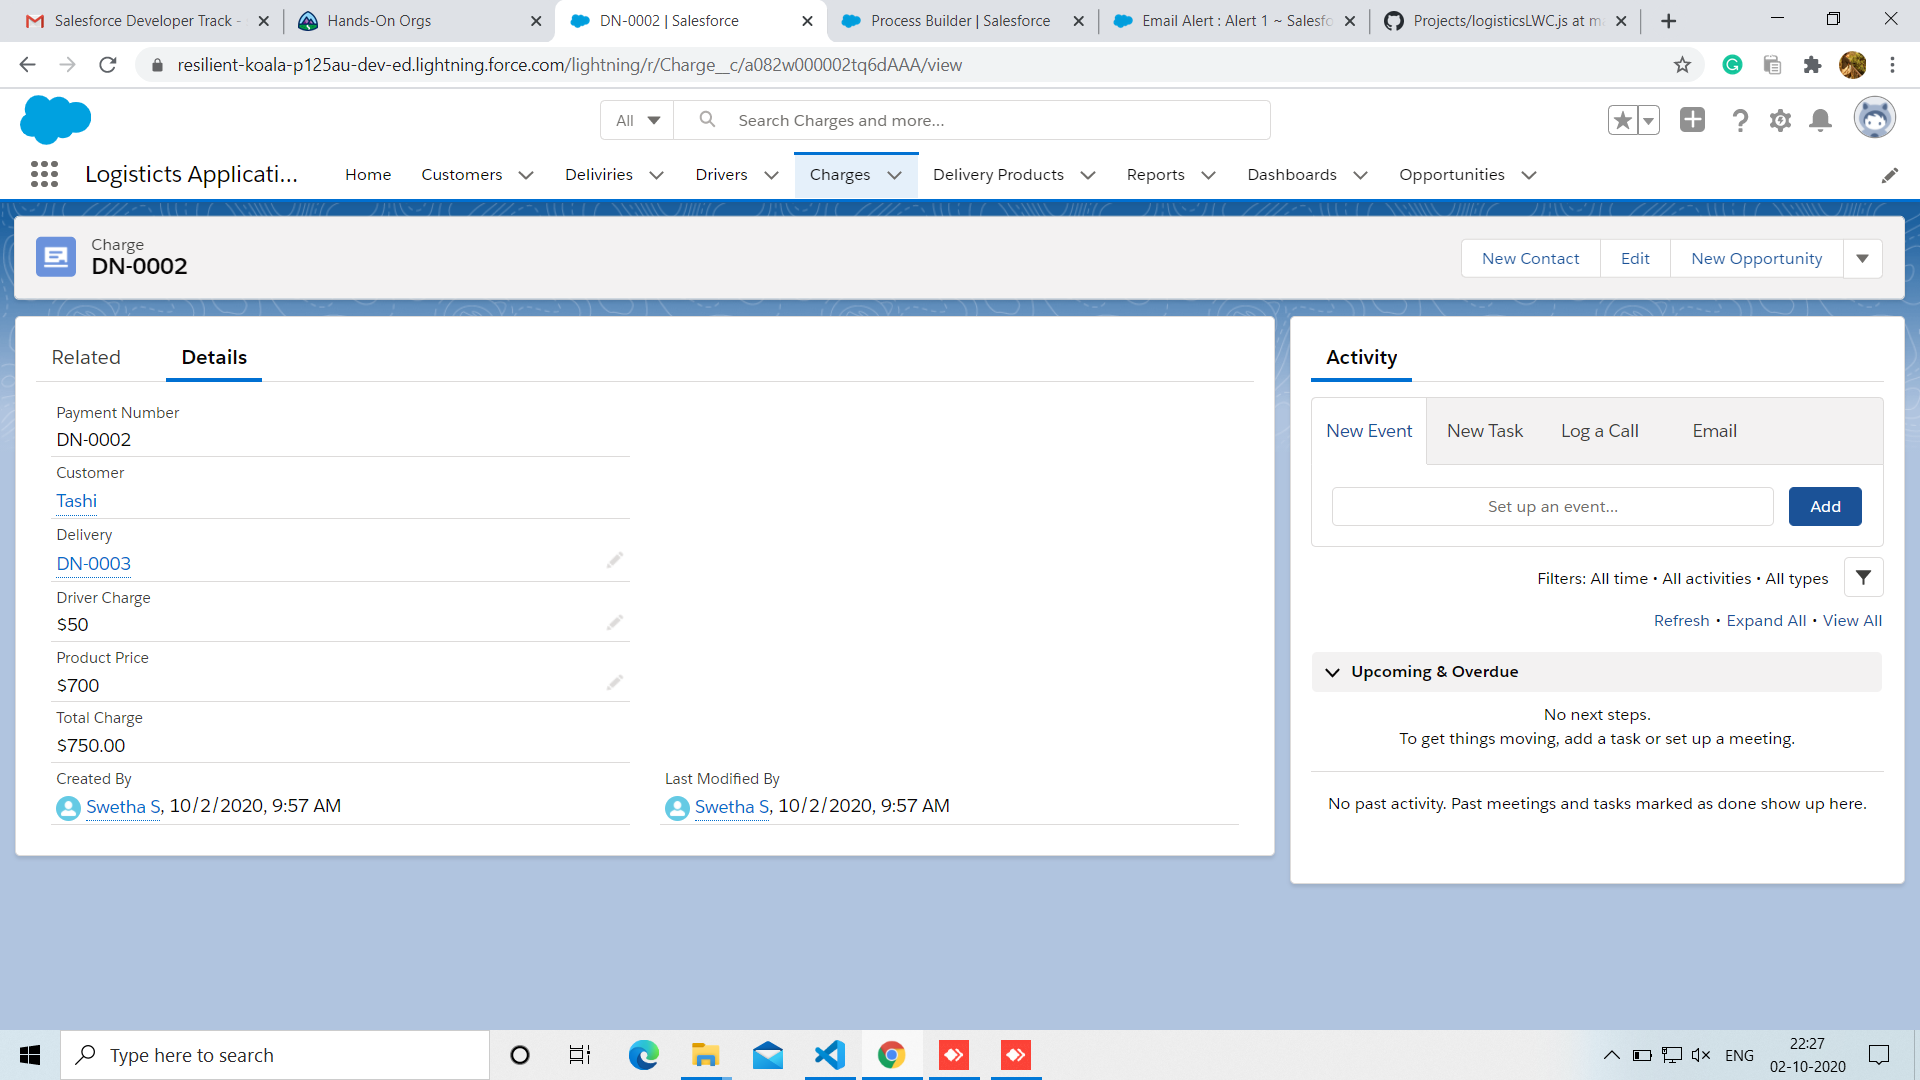 Salesforce Developer Track -
Hands-On Orgs
DN-0002 | Salesforce
Process Builder | Salesforce
Email Alert : Alert 1 ~ Salesfo
Projects/logisticsLWC.js at ma
resilient-koala-p125au-dev-ed.lightning.force.com/lightning/r/Charge__c/a082w000002tq6dAAA/view
All
Search Charges and more...
Logisticts Applicati...
Home
Customers
Deliviries
Drivers
Charges
Delivery Products
Reports
Dashboards
Opportunities
Charge
DN-0002
New Contact
Edit
New Opportunity
Related
Details
Payment Number
DN-0002
Customer
Tashi
Delivery
DN-0003
Driver Charge
$50
Product Price
$700
Total Charge
$750.00
Created By
Swetha S, 10/2/2020, 9:57 AM
Last Modified By
Swetha S, 10/2/2020, 9:57 AM
Activity
New Event
New Task
Log a Call
Email
Set up an event...
Add
Filters: All time • All activities • All types
Refresh • Expand All • View All
Upcoming & Overdue
No next steps.
To get things moving, add a task or set up a meeting.
No past activity. Past meetings and tasks marked as done show up here.
Type here to search
ENG
22:27
02-10-2020